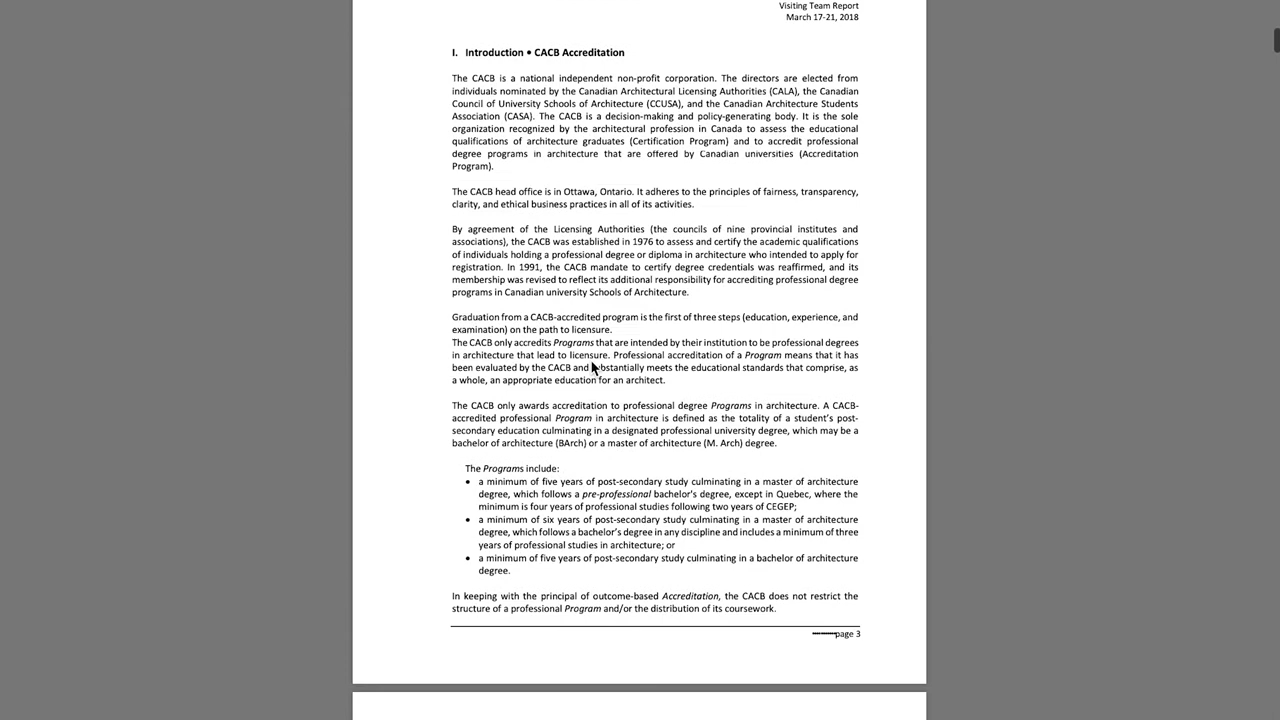 Visiting Team Report
March 17-21, 2018
I. Introduction • CACB Accreditation
The CACB is a national independent non-profit corporation. The directors are elected from
individuals nominated by the Canadian Architectural Licensing Authorities (CALA), the Canadian
Council of University Schools of Architecture (CCUSA), and the Canadian Architecture Students
Association (CASA). The CACB is a decision-making and policy-generating body. It is the sole
organization recognized by the architectural profession in Canada to assess the educational
qualifications of architecture graduates (Certification Program) and to accredit professional
degree programs in architecture that are offered by Canadian universities (Accreditation
Program).
The CACB head office is in Ottawa, Ontario. It adheres to the principles of fairness, transparency,
clarity, and ethical business practices in all of its activities.
By agreement of the Licensing Authorities (the councils of nine provincial institutes and
associations), the CACB was established in 1976 to assess and certify the academic qualifications
of individuals holding a professional degree or diploma in architecture who intended to apply for
registration. In 1991, the CACB mandate to certify degree credentials was reaffirmed, and its
membership was revised to reflect its additional responsibility for accrediting professional degree
programs in Canadian university Schools of Architecture.
Graduation from a CACB-accredited program is the first of three steps (education, experience, and
examination) on the path to licensure.
The CACB only accredits Programs that are intended by their institution to be professional degrees
in architecture that lead to licensure. Professional accreditation of a Program means that it has
been evaluated by the CACB and substantially meets the educational standards that comprise, as
a whole, an appropriate education for an architect.
The CACB only awards accreditation to professional degree Programs in architecture. A CACB-
accredited professional Program in architecture is defined as the totality of a student's post-
secondary education culminating in a designated professional university degree, which may be a
bachelor of architecture (BArch) or a master of architecture (M. Arch) degree.
The Programs include:
• a minimum of five years of post-secondary study culminating in a master of architecture
degree, which follows a pre-professional bachelor's degree, except in Quebec, where the
minimum is four years of professional studies following two years of CEGEP;
• a minimum of six years of post-secondary study culminating in a master of architecture
degree, which follows a bachelor's degree in any discipline and includes a minimum of three
years of professional studies in architecture; or
• a minimum of five years of post-secondary study culminating in a bachelor of architecture
degree.
In keeping with the principal of outcome-based Accreditation, the CACB does not restrict the
structure of a professional Program and/or the distribution of its coursework.
page 3